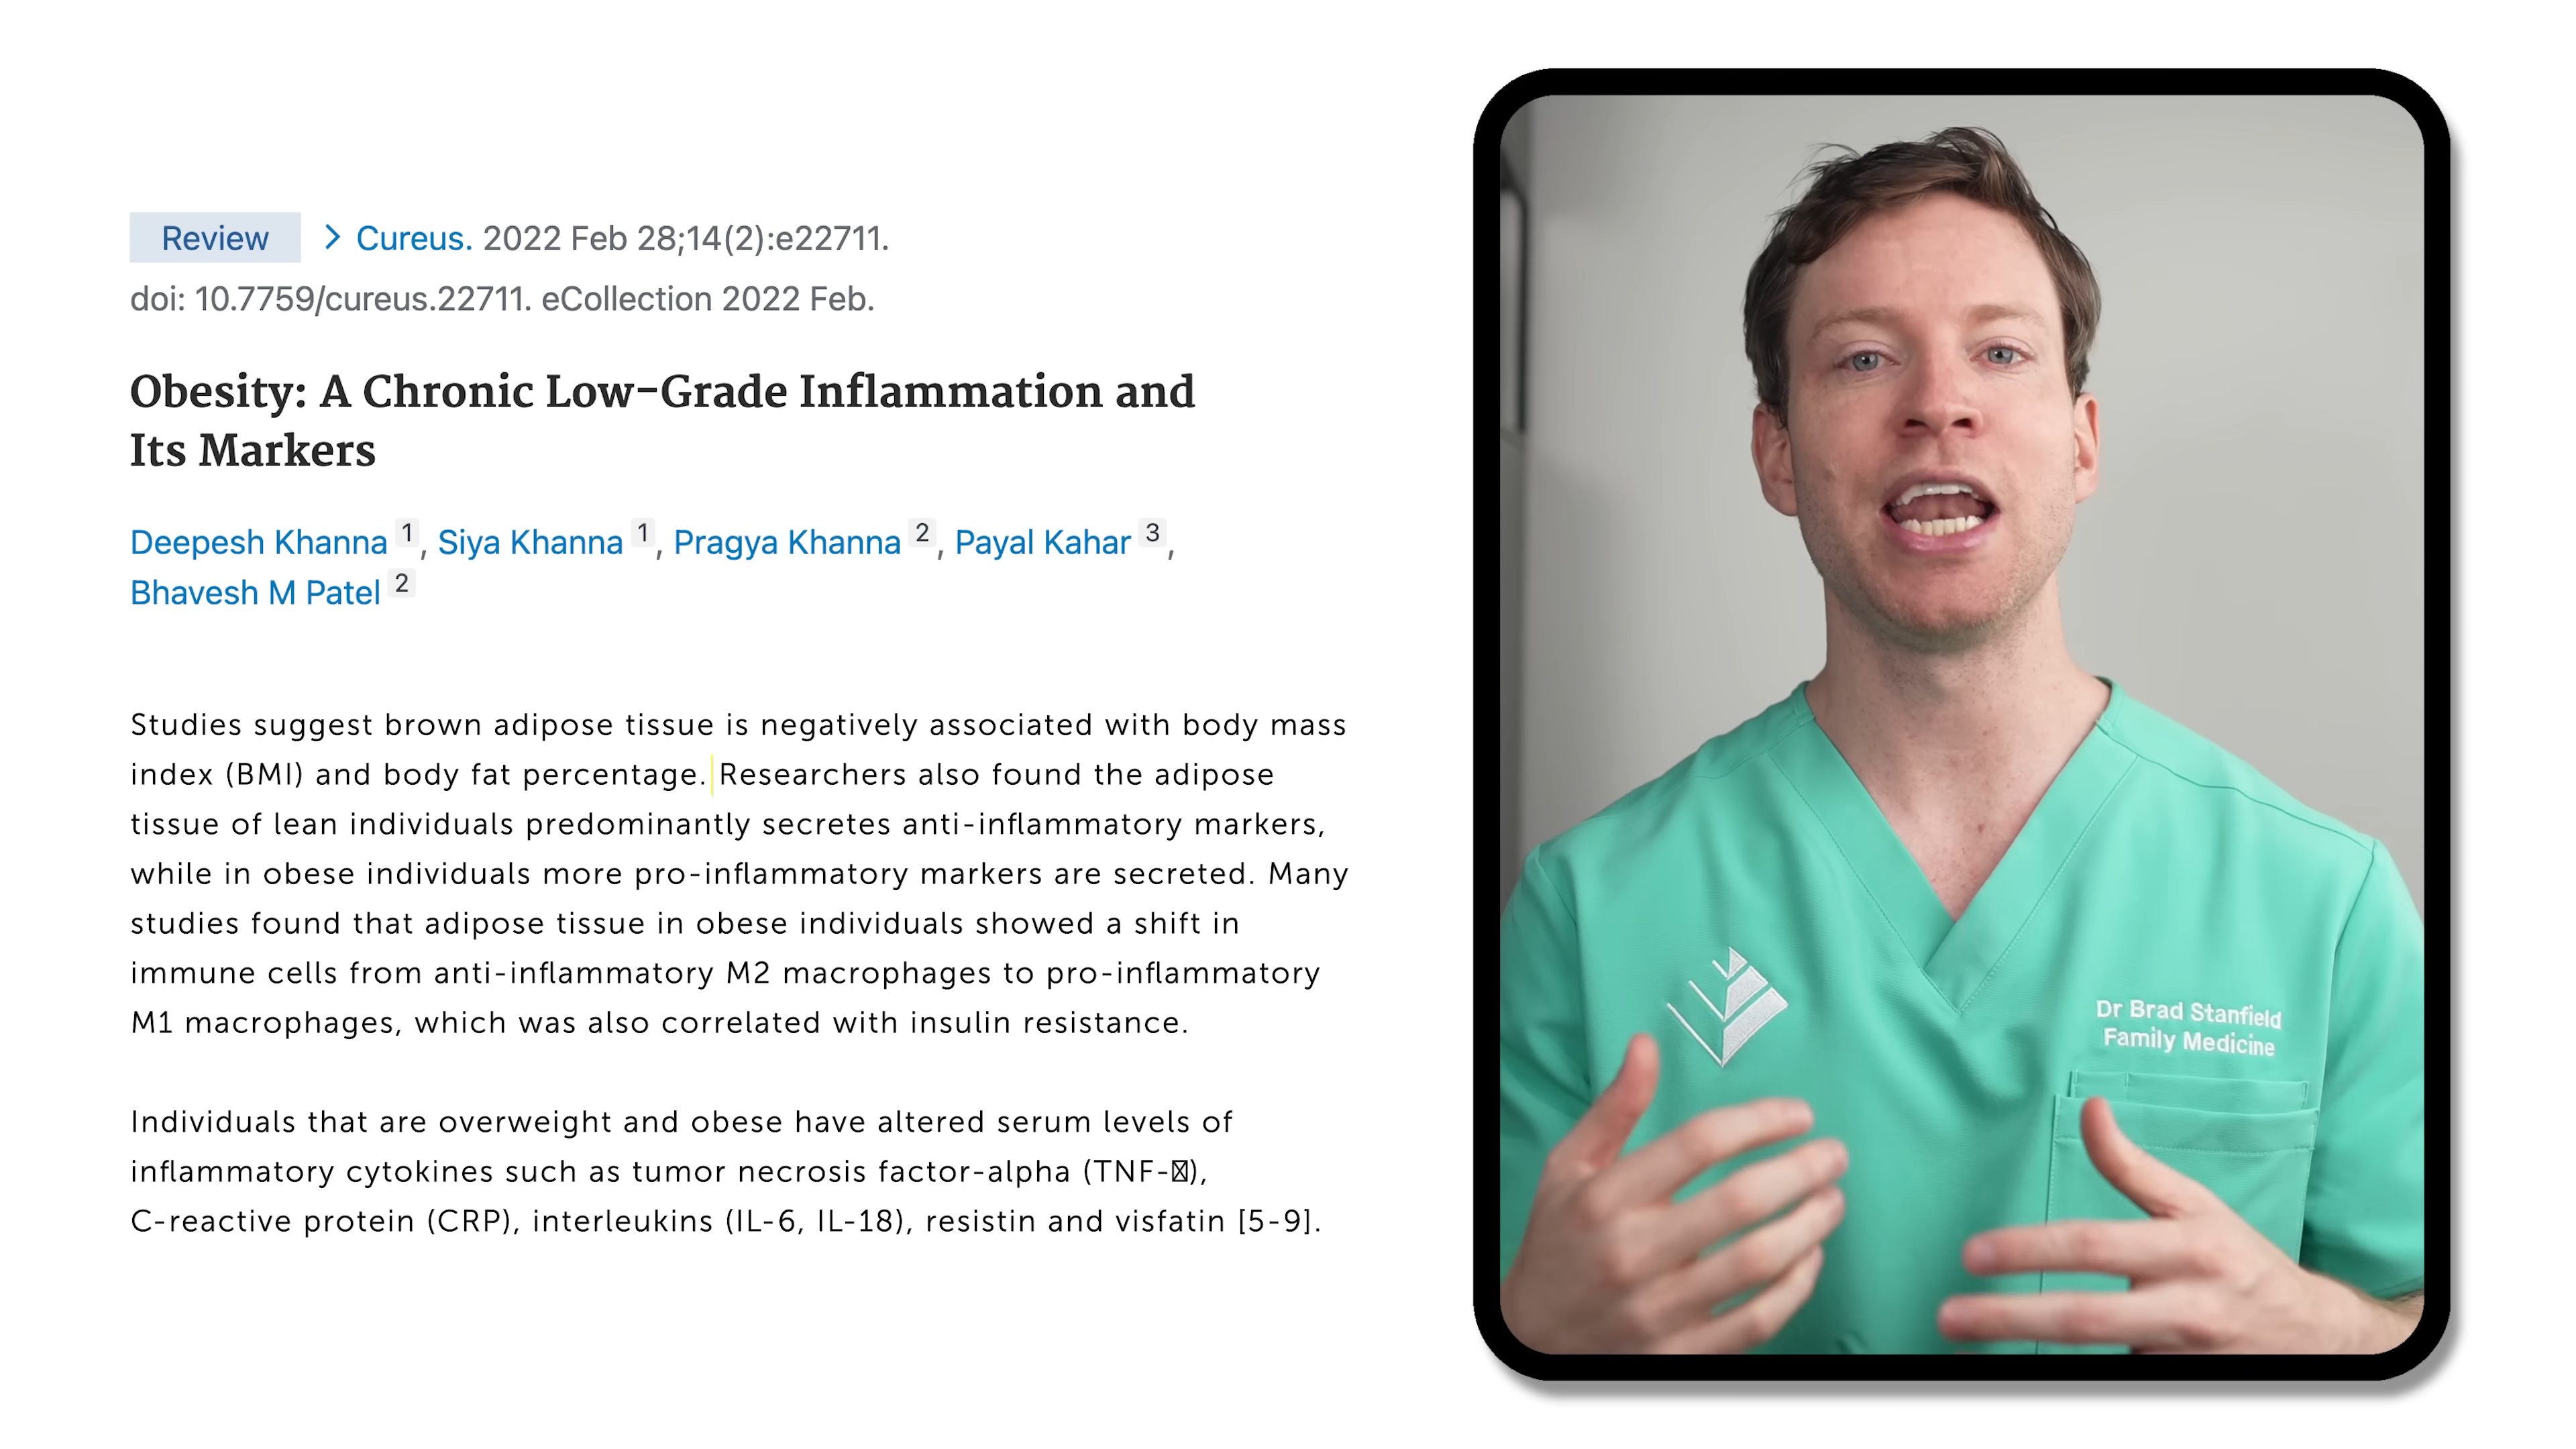 Review > Cureus. 2022 Feb 28;14(2):e22711.
doi: 10.7759/cureus.22711. eCollection 2022 Feb.
Obesity: A Chronic Low-Grade Inflammation and
Its Markers
Deepesh Khanna 1, Siya Khanna 1, Pragya Khanna 2, Payal Kahar 3,
Bhavesh M Patel 2
Studies suggest brown adipose tissue is negatively associated with body mass
index (BMI) and body fat percentage. Researchers also found the adipose
tissue of lean individuals predominantly secretes anti-inflammatory markers,
while in obese individuals more pro-inflammatory markers are secreted. Many
studies found that adipose tissue in obese individuals showed a shift in
immune cells from anti-inflammatory M2 macrophages to pro-inflammatory
M1 macrophages, which was also correlated with insulin resistance.
Individuals that are overweight and obese have altered serum levels of
inflammatory cytokines such as tumor necrosis factor-alpha (TNF-☒),
C-reactive protein (CRP), interleukins (IL-6, IL-18), resistin and visfatin [5-9].
Dr Brad Stanfield
Family Medicine